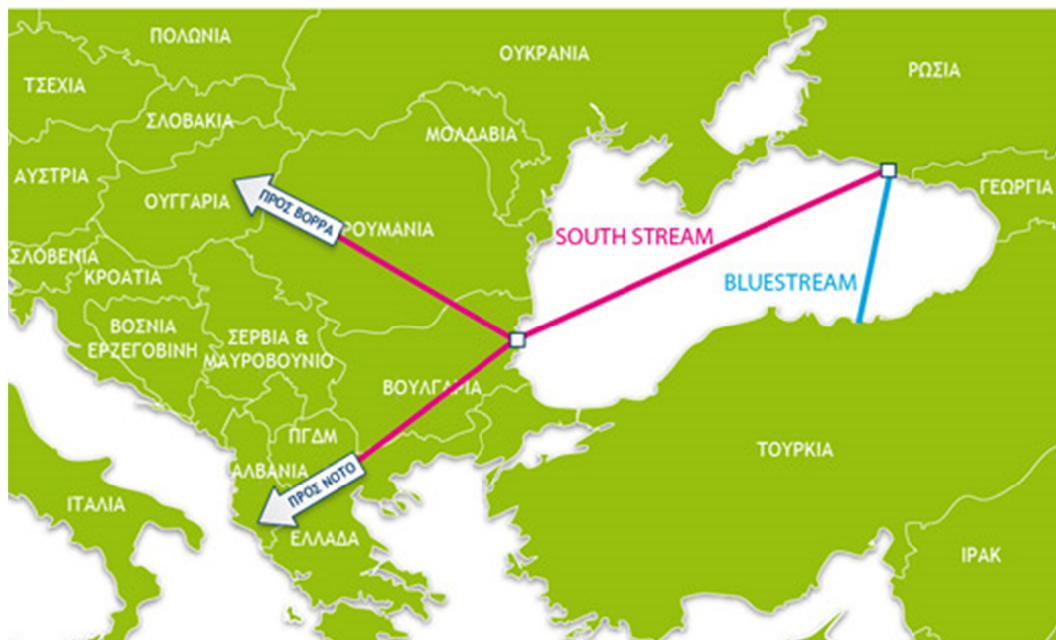 ΠΟΛΩΝΙΑ
ΟΥΚΡΑΝΙΑ
ΡΩΣΙΑ
ΤΣΕΧΙΑ
ΣΛΟΒΑΚΙΑ
ΜΟΛΔΑΒΙΑ
ΑΥΣΤΡΙΑ
ΓΕΩΡΓΙΑ
ΟΥΓΓΑΡΙΑ
ΠΡΟΣ ΒΟΡΡΑ
ΡΟΥΜΑΝΙΑ
SOUTH STREAM
ΣΛΟΒΕΝΙΑ
ΚΡΟΑΤΙΑ
BLUESTREAM
ΒΟΣΝΙΑ
ΕΡΖΕΓΟΒΙΝΗ
ΣΕΡΒΙΑ &
ΜΑΥΡΟΒΟΥΝΙΟ
ΒΟΥΛΓΑΡΙΑ
ΠΓΔΜ
ΤΟΥΡΚΙΑ
ΑΛΒΑΝΙΑ
ΠΡΟΣ ΝΟΤΟ
ΙΤΑΛΙΑ
ΕΛΛΑΔΑ
ΙΡΑΚ